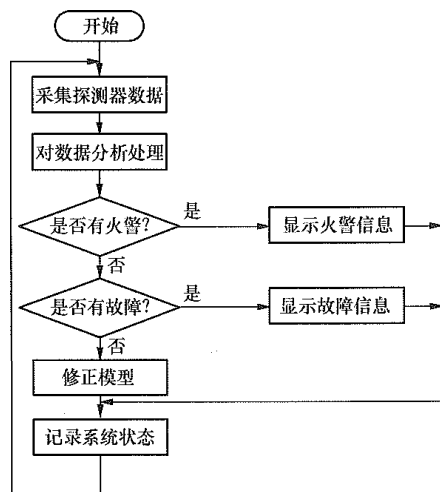 开始
采集探测器数据
对数据分析处理
是否有火警?
是
显示火警信息
否
是否有故障?
是
显示故障信息
否
修正模型
记录系统状态